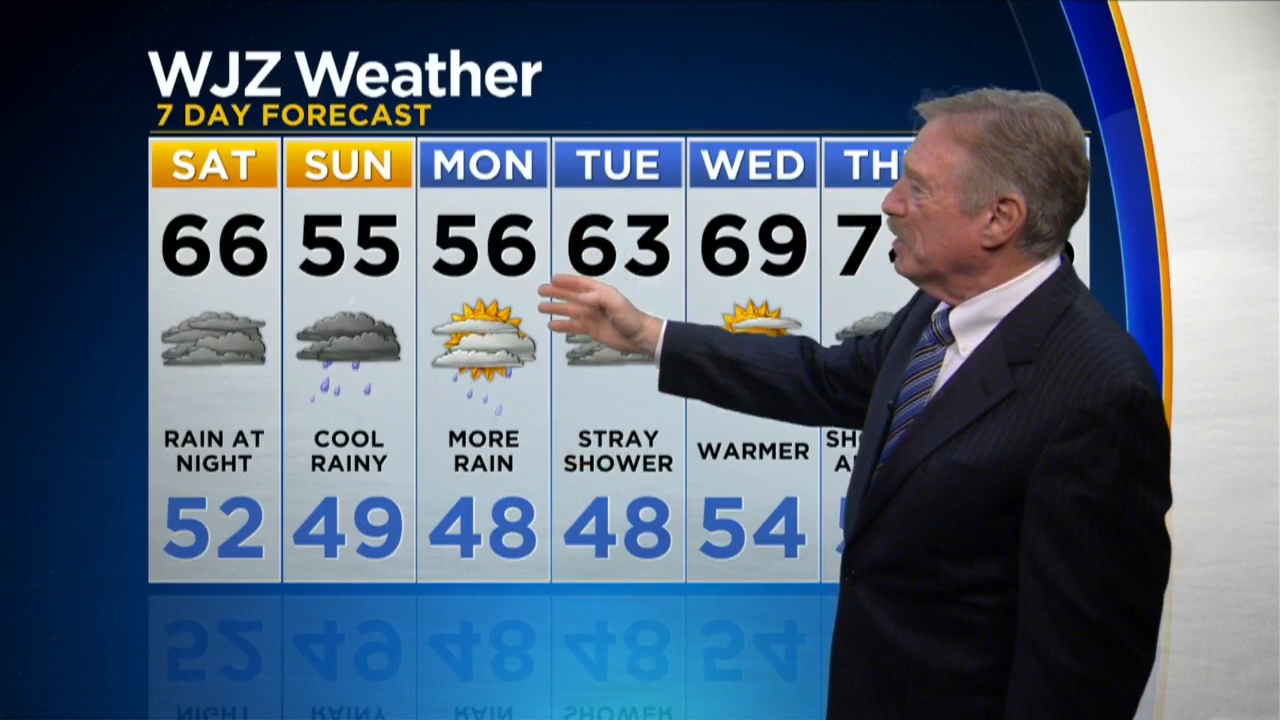 WJZ Weather
7 DAY FORECAST
SAT SUN MON TUE WED
66 55 56 63 69
RAIN AT NIGHT
COOL RAINY
MORE RAIN
STRAY SHOWER
WARMER
52 49 48 48 54